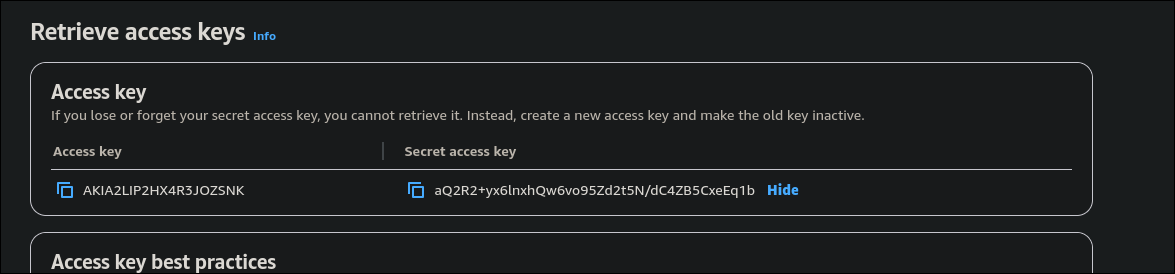 Retrieve access keys Info
Access key
If you lose or forget your secret access key, you cannot retrieve it. Instead, create a new access key and make the old key inactive.
Access key Secret access key
AKIA2LIP2HX4R3JOZSNK aQ2R2+yx6lnxhQw6vo95Zd2t5N/dC4ZB5CxeEq1b Hide
Access key best practices